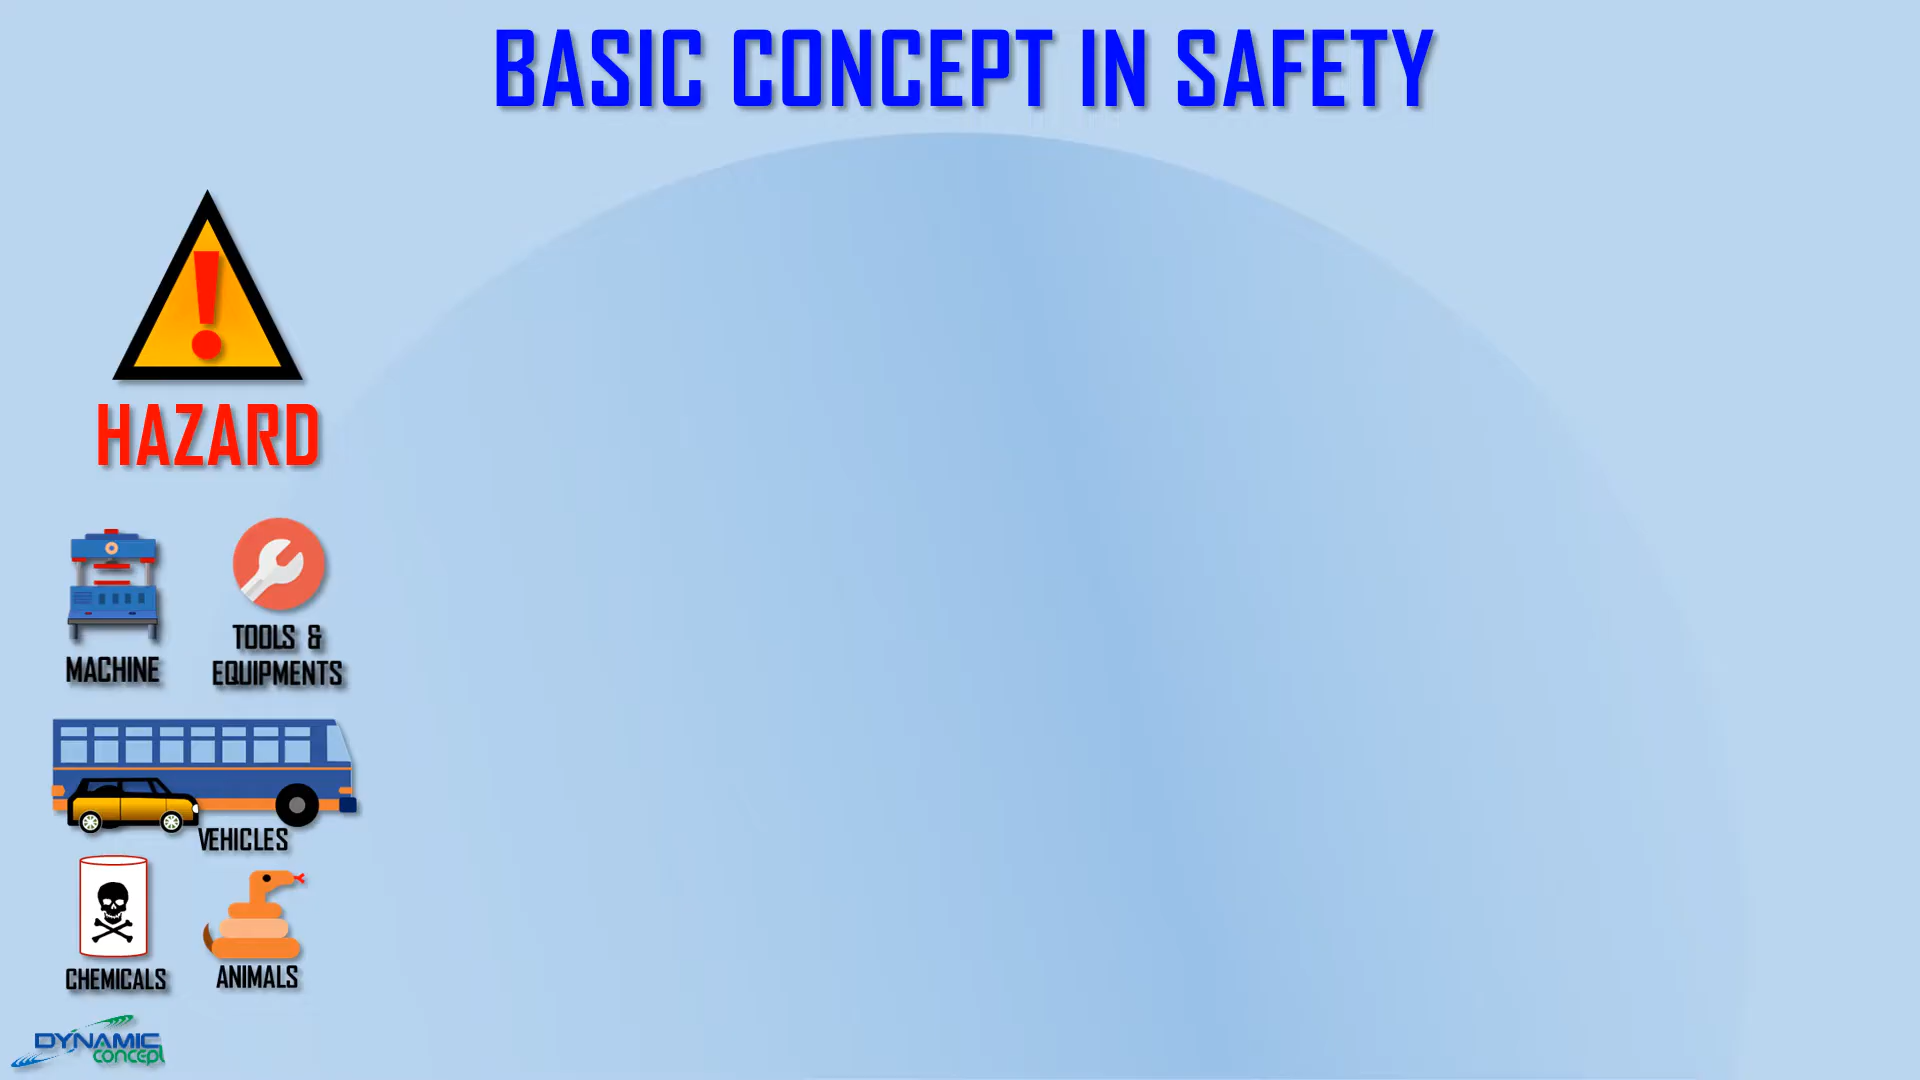 BASIC CONCEPT IN SAFETY
!
HAZARD
MACHINE
TOOLS &
EQUIPMENTS
VEHICLES
CHEMICALS
ANIMALS
DYNAMIC
concept